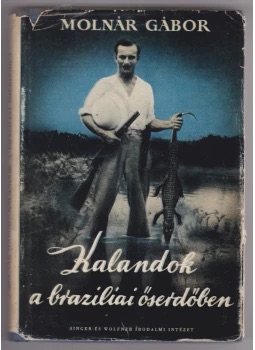 MOLNÁR GÁBOR
Kalandok
a braziliai őserdőben
SINGER ÉS WOLFNER IRODALMI INTÉZET